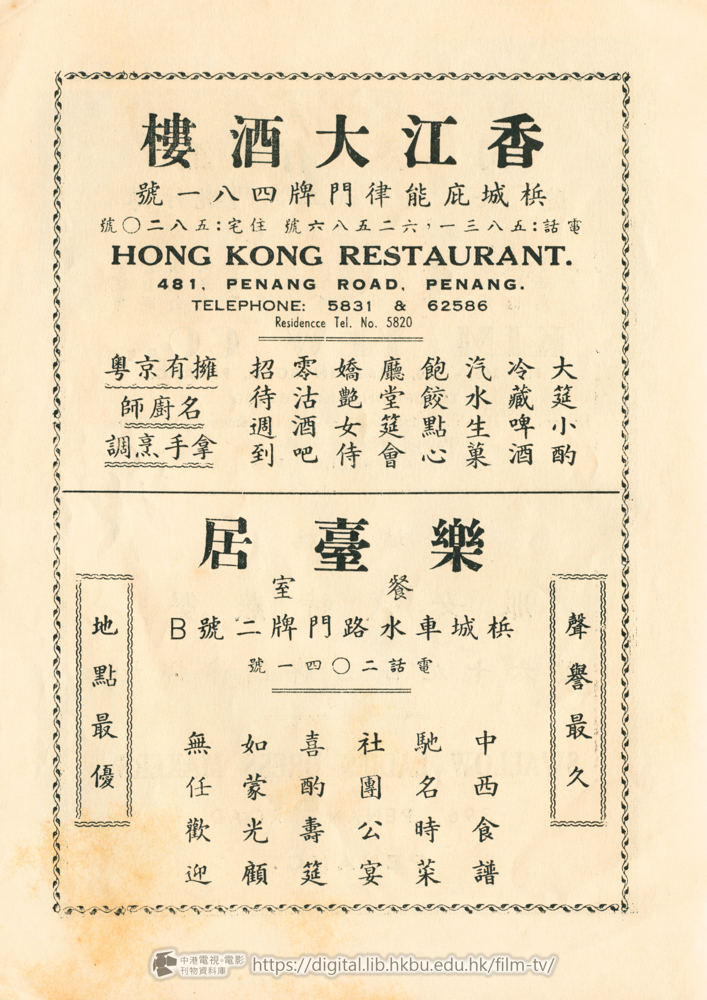 香江大酒樓
梹城庇能律門牌四八一號
電話：五八三一，六二五八六號 住宅：五八二〇號
HONG KONG RESTAURANT.
481, PENANG ROAD, PENANG.
TELEPHONE: 5831 & 62586
Residencce Tel. No. 5820
大筵小酌
冷藏啤酒
汽水生菓
飽餃點心
廳堂筵會
嬌艷女侍
零沽酒吧
招待週到
擁有京粵
名廚師
拿手烹調
樂臺居
餐室
梹城車水路門牌二號B
電話二〇四一號
聲譽最久
中西食譜
馳名時菜
社團公宴
喜酌壽筵
如蒙光顧
無任歡迎
地點最優
中港電視·電影
刊物資料庫
https://digital.lib.hkbu.edu.hk/film-tv/